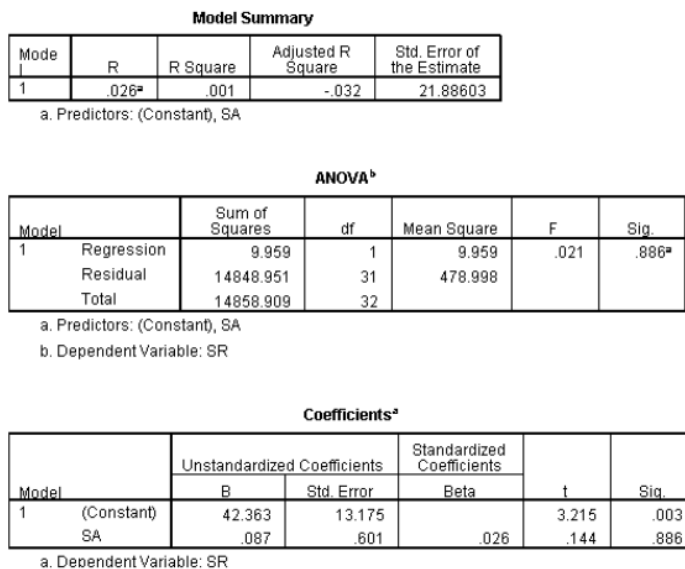 Model Summary
Mode
l R R Square Adjusted R Square Std. Error of the Estimate
1 .026ª .001 -.032 21.88603
a. Predictors: (Constant), SA
ANOVAᵇ
Model Sum of Squares df Mean Square F Sig.
1 Regression 9.959 1 9.959 .021 .886ª
Residual 14848.951 31 478.998
Total 14858.909 32
a. Predictors: (Constant), SA
b. Dependent Variable: SR
Coefficientsª
Unstandardized Coefficients Standardized Coefficients
Model B Std. Error Beta t Sig.
1 (Constant) 42.363 13.175 3.215 .003
SA .087 .601 .026 .144 .886
a. Dependent Variable: SR